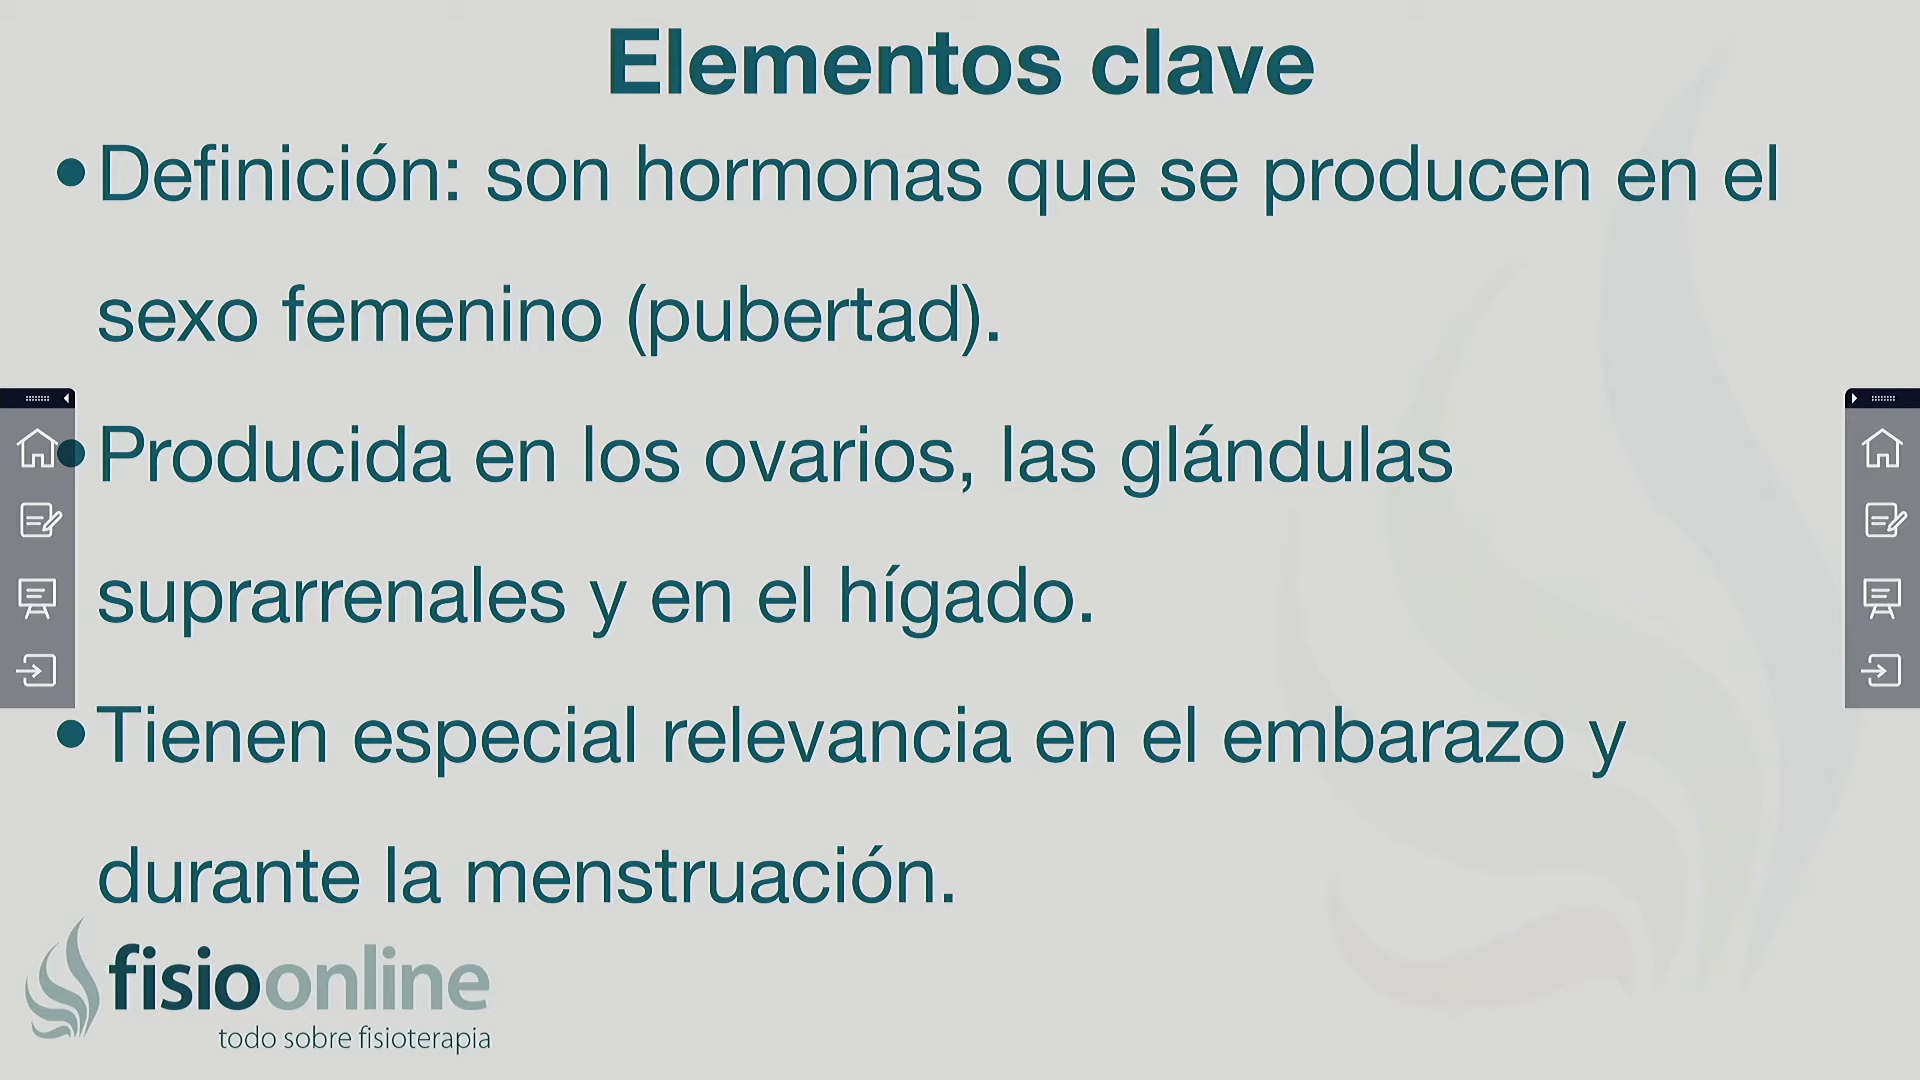 Elementos clave
•Definición: son hormonas que se producen en el
sexo femenino (pubertad).
•Producida en los ovarios, las glándulas
suprarrenales y en el hígado.
•Tienen especial relevancia en el embarazo y
durante la menstruación.
fisioonline
todo sobre fisioterapia